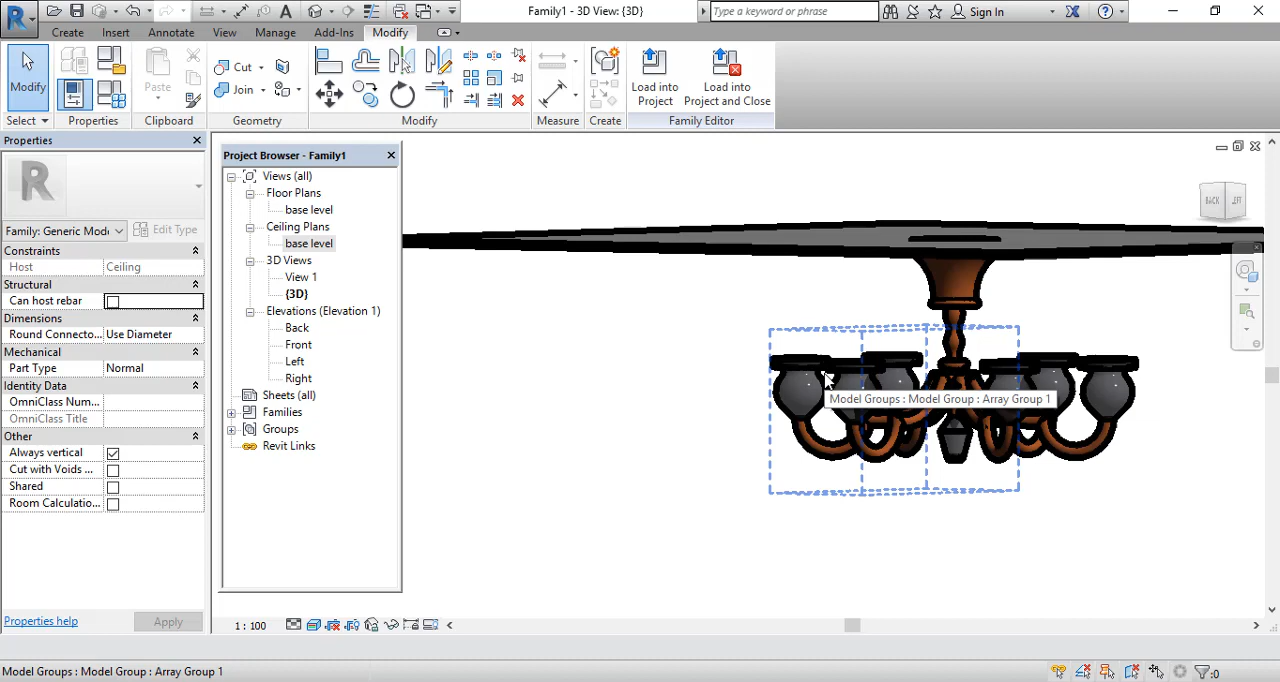 Family1 - 3D View: {3D}
Type a keyword or phrase
Sign In
Create
Insert
Annotate
View
Manage
Add-Ins
Modify
Modify
Select
Properties
Paste
Clipboard
Cut
Join
Geometry
Modify
Measure
Create
Load into
Project
Load into
Project and Close
Family Editor
Properties
Family: Generic Mode
Edit Type
Constraints
Host
Ceiling
Structural
Can host rebar
Dimensions
Round Connecto...
Use Diameter
Mechanical
Part Type
Normal
Identity Data
OmniClass Num...
OmniClass Title
Other
Always vertical
Cut with Voids ...
Shared
Room Calculatio...
Properties help
Apply
Project Browser - Family1
Views (all)
Floor Plans
base level
Ceiling Plans
base level
3D Views
View 1
{3D}
Elevations (Elevation 1)
Back
Front
Left
Right
Sheets (all)
Families
Groups
Revit Links
BACK
LEFT
Model Groups : Model Group : Array Group 1
1 : 100
Model Groups : Model Group : Array Group 1
:0